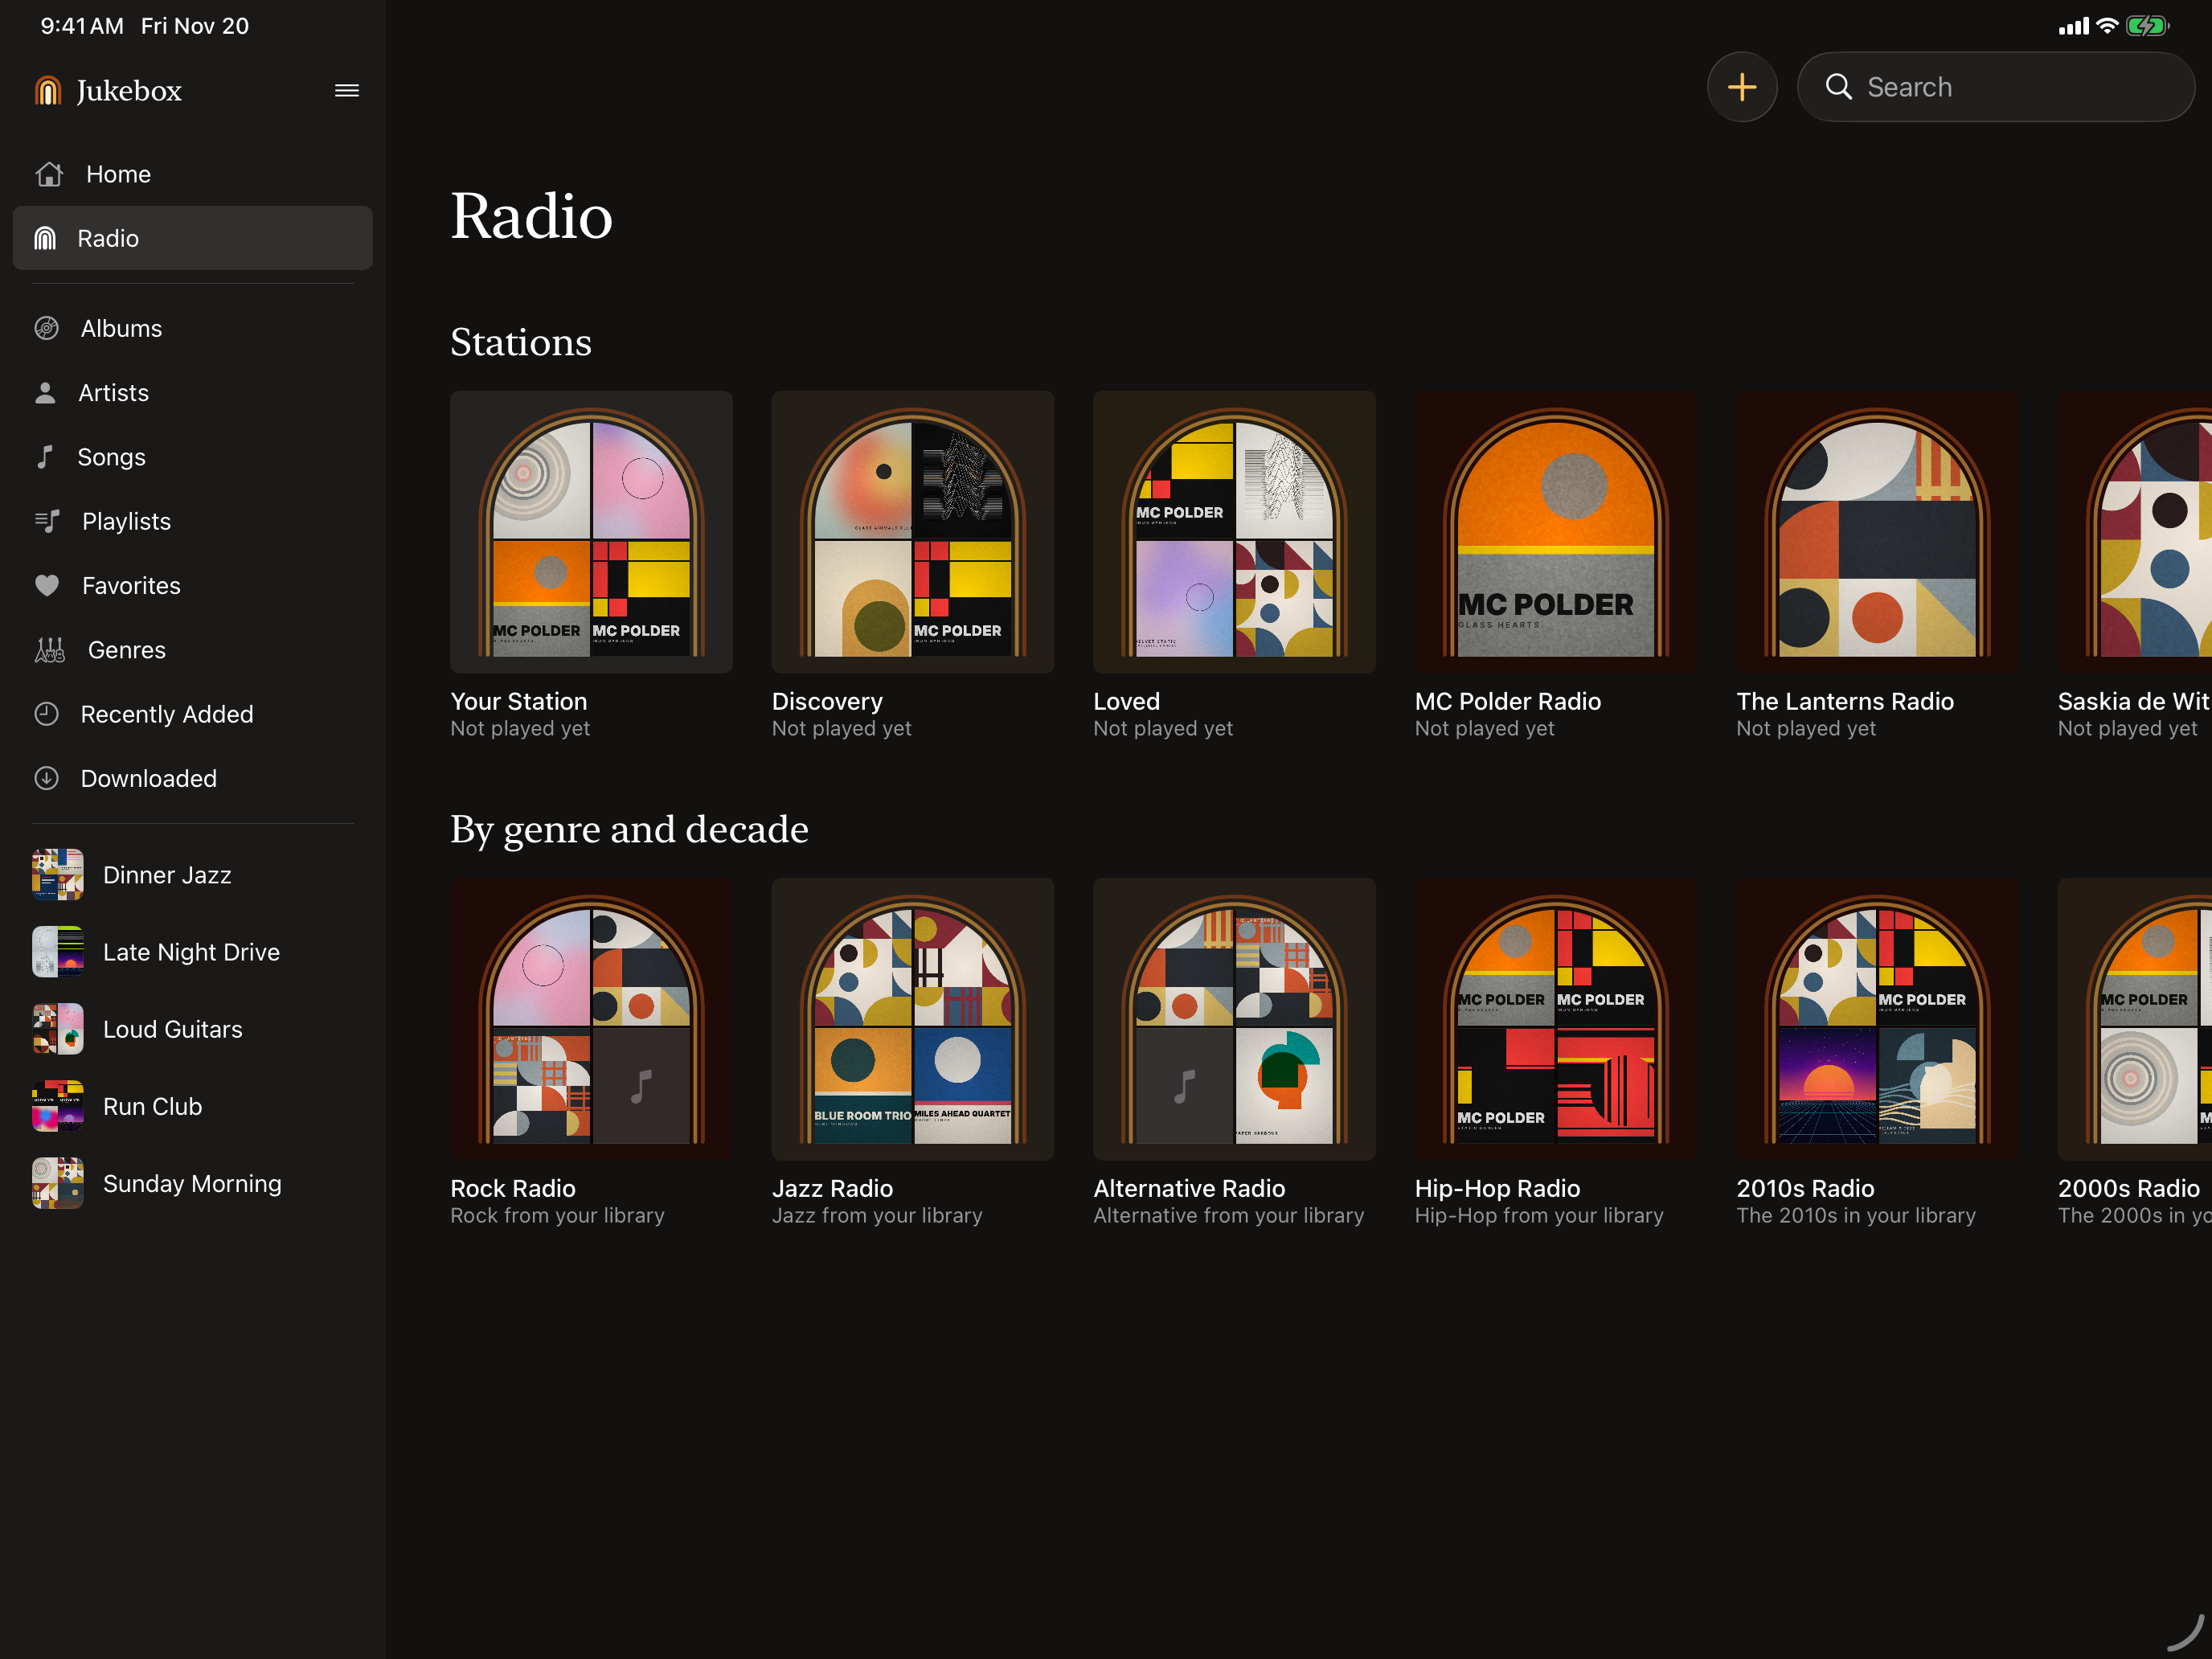 9:41 AM Fri Nov 20
Jukebox
Search
Home
Radio
Albums
Artists
Songs
Playlists
Favorites
Genres
Recently Added
Downloaded
Dinner Jazz
Late Night Drive
Loud Guitars
Run Club
Sunday Morning
Radio
Stations
MC POLDER
MC POLDER
MC POLDER
MC POLDER
MC POLDER
GLASS HEARTS
Your Station
Not played yet
Discovery
Not played yet
Loved
Not played yet
MC Polder Radio
Not played yet
The Lanterns Radio
Not played yet
Saskia de Wit
Not played yet
By genre and decade
BLUE ROOM TRIO
MILES AHEAD QUARTET
PAPER HARBOUR
MC POLDER
MC POLDER
MC POLDER
MC POLDER
MC POLDER
Rock Radio
Rock from your library
Jazz Radio
Jazz from your library
Alternative Radio
Alternative from your library
Hip-Hop Radio
Hip-Hop from your library
2010s Radio
The 2010s in your library
2000s Radio
The 2000s in yo